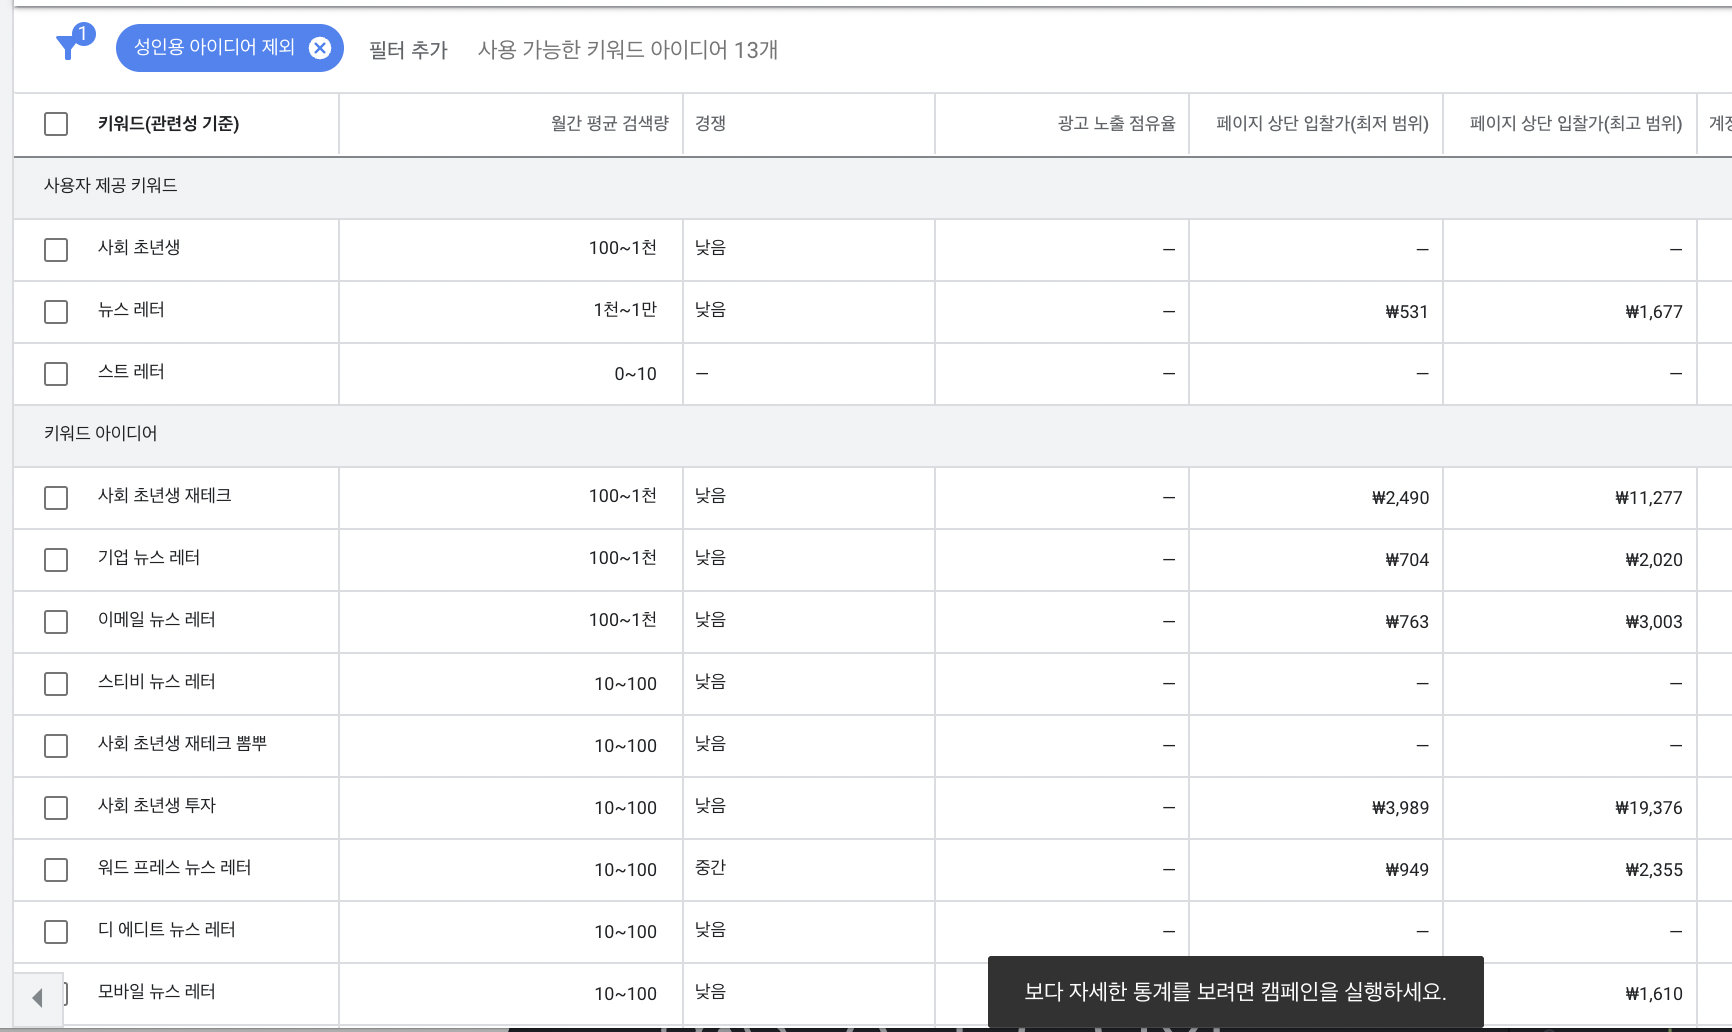 1
성인용 아이디어 제외 필터 추가 사용 가능한 키워드 아이디어 13개
키워드(관련성 기준) 월간 평균 검색량 경쟁 광고 노출 점유율 페이지 상단 입찰가(최저 범위) 페이지 상단 입찰가(최고 범위)
사용자 제공 키워드
사회 초년생 100~1천 낮음 – – –
뉴스 레터 1천~1만 낮음 – ₩531 ₩1,677
스트 레터 0~10 – – – –
키워드 아이디어
사회 초년생 재테크 100~1천 낮음 – ₩2,490 ₩11,277
기업 뉴스 레터 100~1천 낮음 – ₩704 ₩2,020
이메일 뉴스 레터 100~1천 낮음 – ₩763 ₩3,003
스티비 뉴스 레터 10~100 낮음 – – –
사회 초년생 재테크 뽐뿌 10~100 낮음 – – –
사회 초년생 투자 10~100 낮음 – ₩3,989 ₩19,376
워드 프레스 뉴스 레터 10~100 중간 – ₩949 ₩2,355
디 에디트 뉴스 레터 10~100 낮음 – – –
모바일 뉴스 레터 10~100 낮음 ₩1,610
보다 자세한 통계를 보려면 캠페인을 실행하세요.